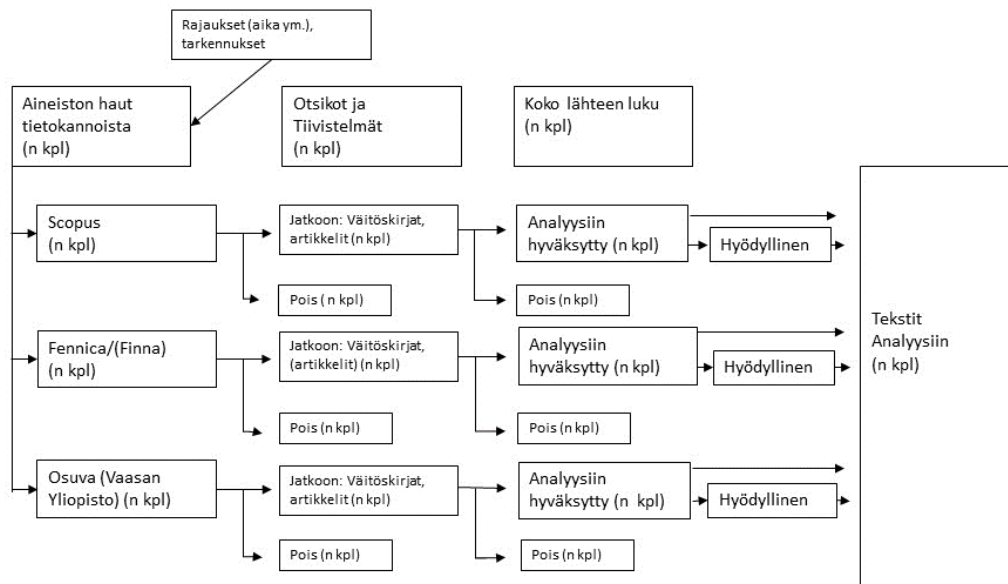 Rajaukset (aika ym.),
tarkennukset
Aineiston haut
tietokannoista
(n kpl)
Otsikot ja
Tiivistelmät
(n kpl)
Koko lähteen luku
(n kpl)
Scopus
(n kpl)
Jatkoon: Väitöskirjat,
artikkelit (n kpl)
Analyysiin
hyväksytty (n kpl)
Hyödyllinen
Pois ( n kpl)
Pois (n kpl)
Fennica/(Finna)
(n kpl)
Jatkoon: Väitöskirjat,
(artikkelit) (n kpl)
Analyysiin
hyväksytty (n kpl)
Hyödyllinen
Tekstit
Analyysiin
(n kpl)
Pois (n kpl)
Pois (n kpl)
Osuva (Vaasan
Yliopisto) (n kpl)
Jatkoon: Väitöskirjat,
artikkelit (n kpl)
Analyysiin
hyväksytty (n kpl)
Hyödyllinen
Pois (n kpl)
Pois (n kpl)